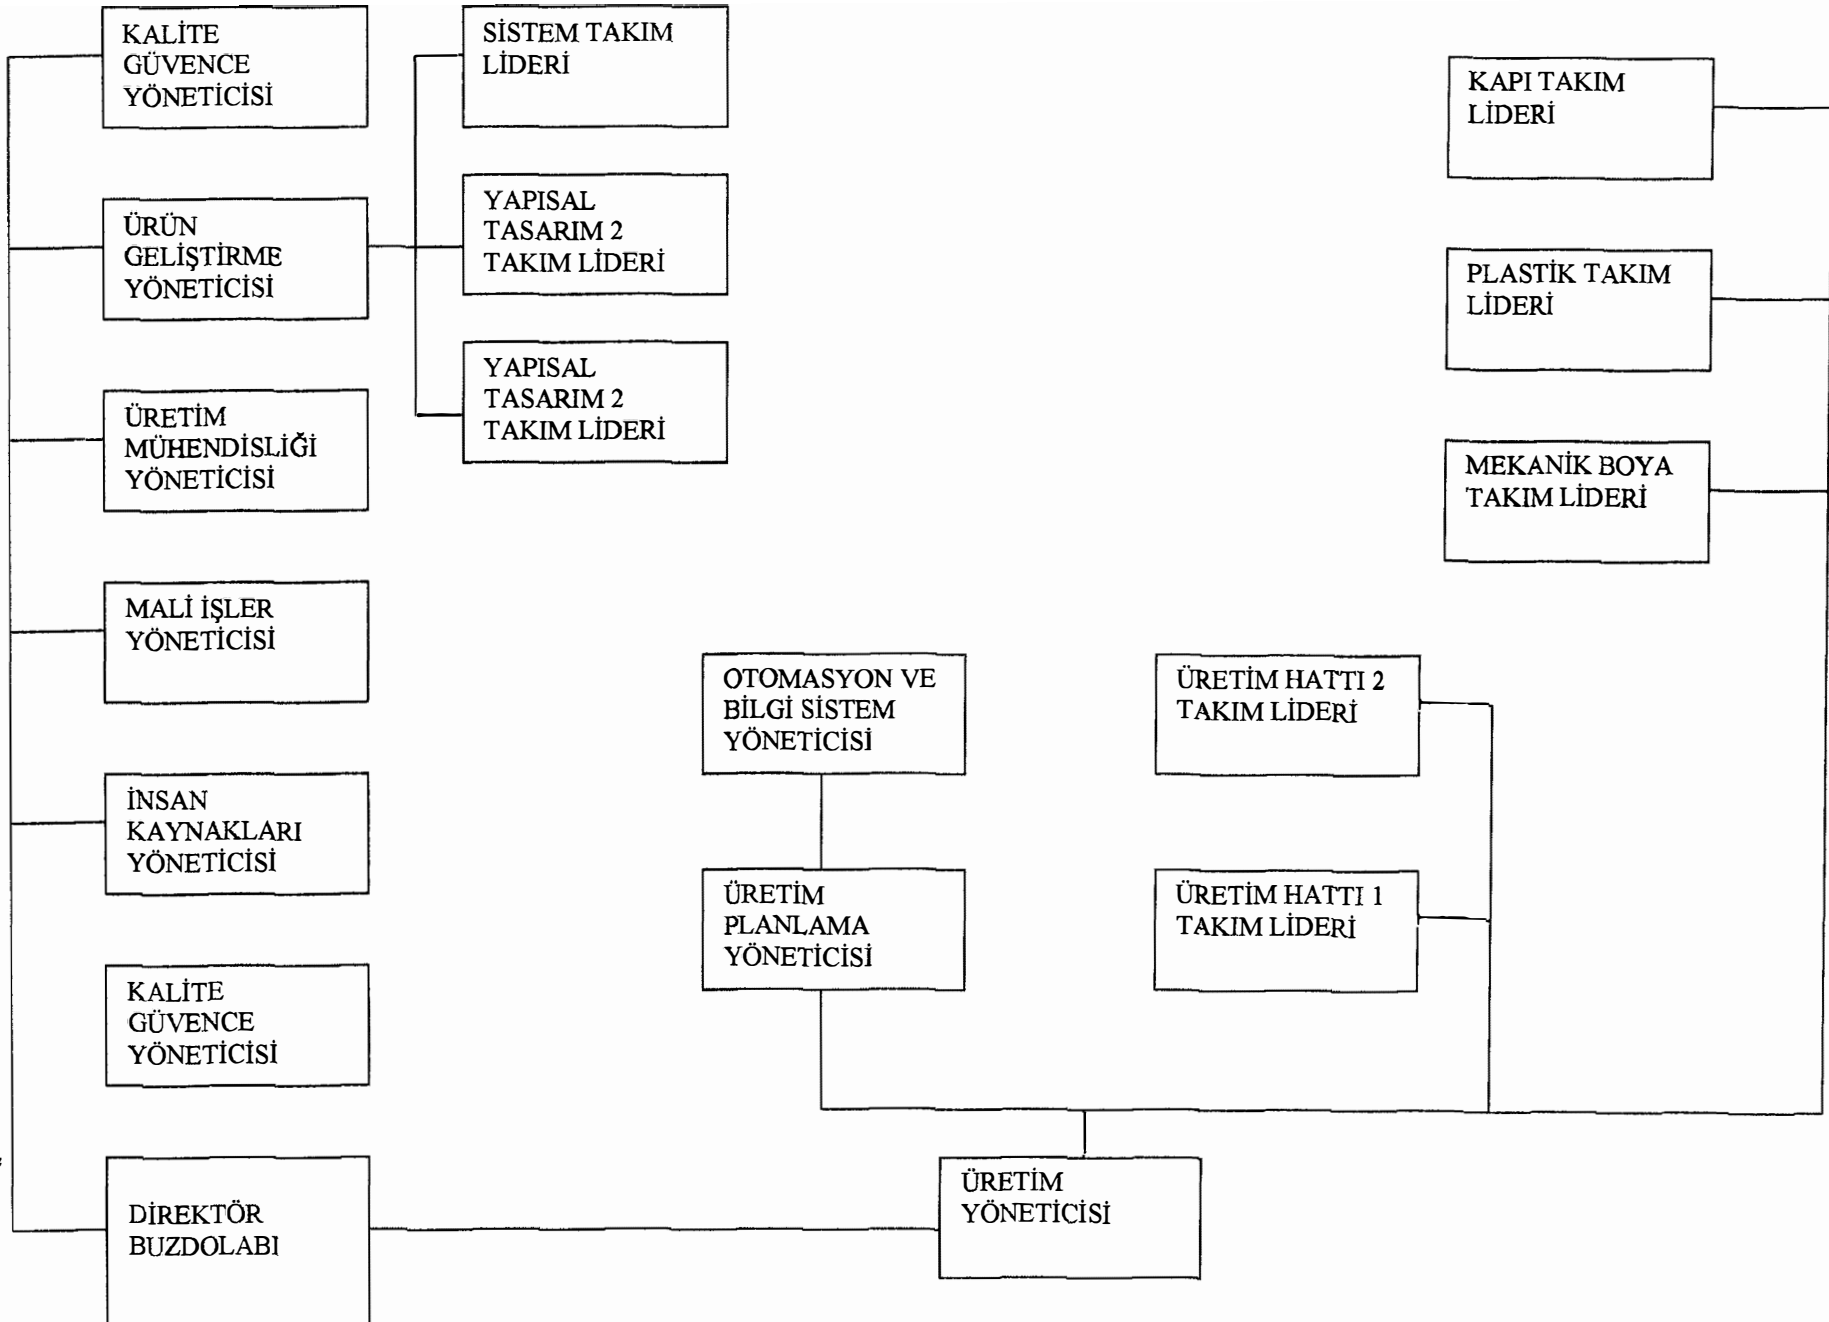 KALİTE
GÜVENCE
YÖNETİCİSİ
SİSTEM TAKIM
LİDERİ
KAPI TAKIM
LİDERİ
ÜRÜN
GELİŞTİRME
YÖNETİCİSİ
YAPISAL
TASARIM 2
TAKIM LİDERİ
PLASTİK TAKIM
LİDERİ
YAPISAL
TASARIM 2
TAKIM LİDERİ
ÜRETİM
MÜHENDİSLİĞİ
YÖNETİCİSİ
MEKANİK BOYA
TAKIM LİDERİ
MALİ İŞLER
YÖNETİCİSİ
OTOMASYON VE
BİLGİ SİSTEM
YÖNETİCİSİ
ÜRETİM HATTI 2
TAKIM LİDERİ
İNSAN
KAYNAKLARI
YÖNETİCİSİ
ÜRETİM
PLANLAMA
YÖNETİCİSİ
ÜRETİM HATTI 1
TAKIM LİDERİ
KALİTE
GÜVENCE
YÖNETİCİSİ
DİREKTÖR
BUZDOLABI
ÜRETİM
YÖNETİCİSİ